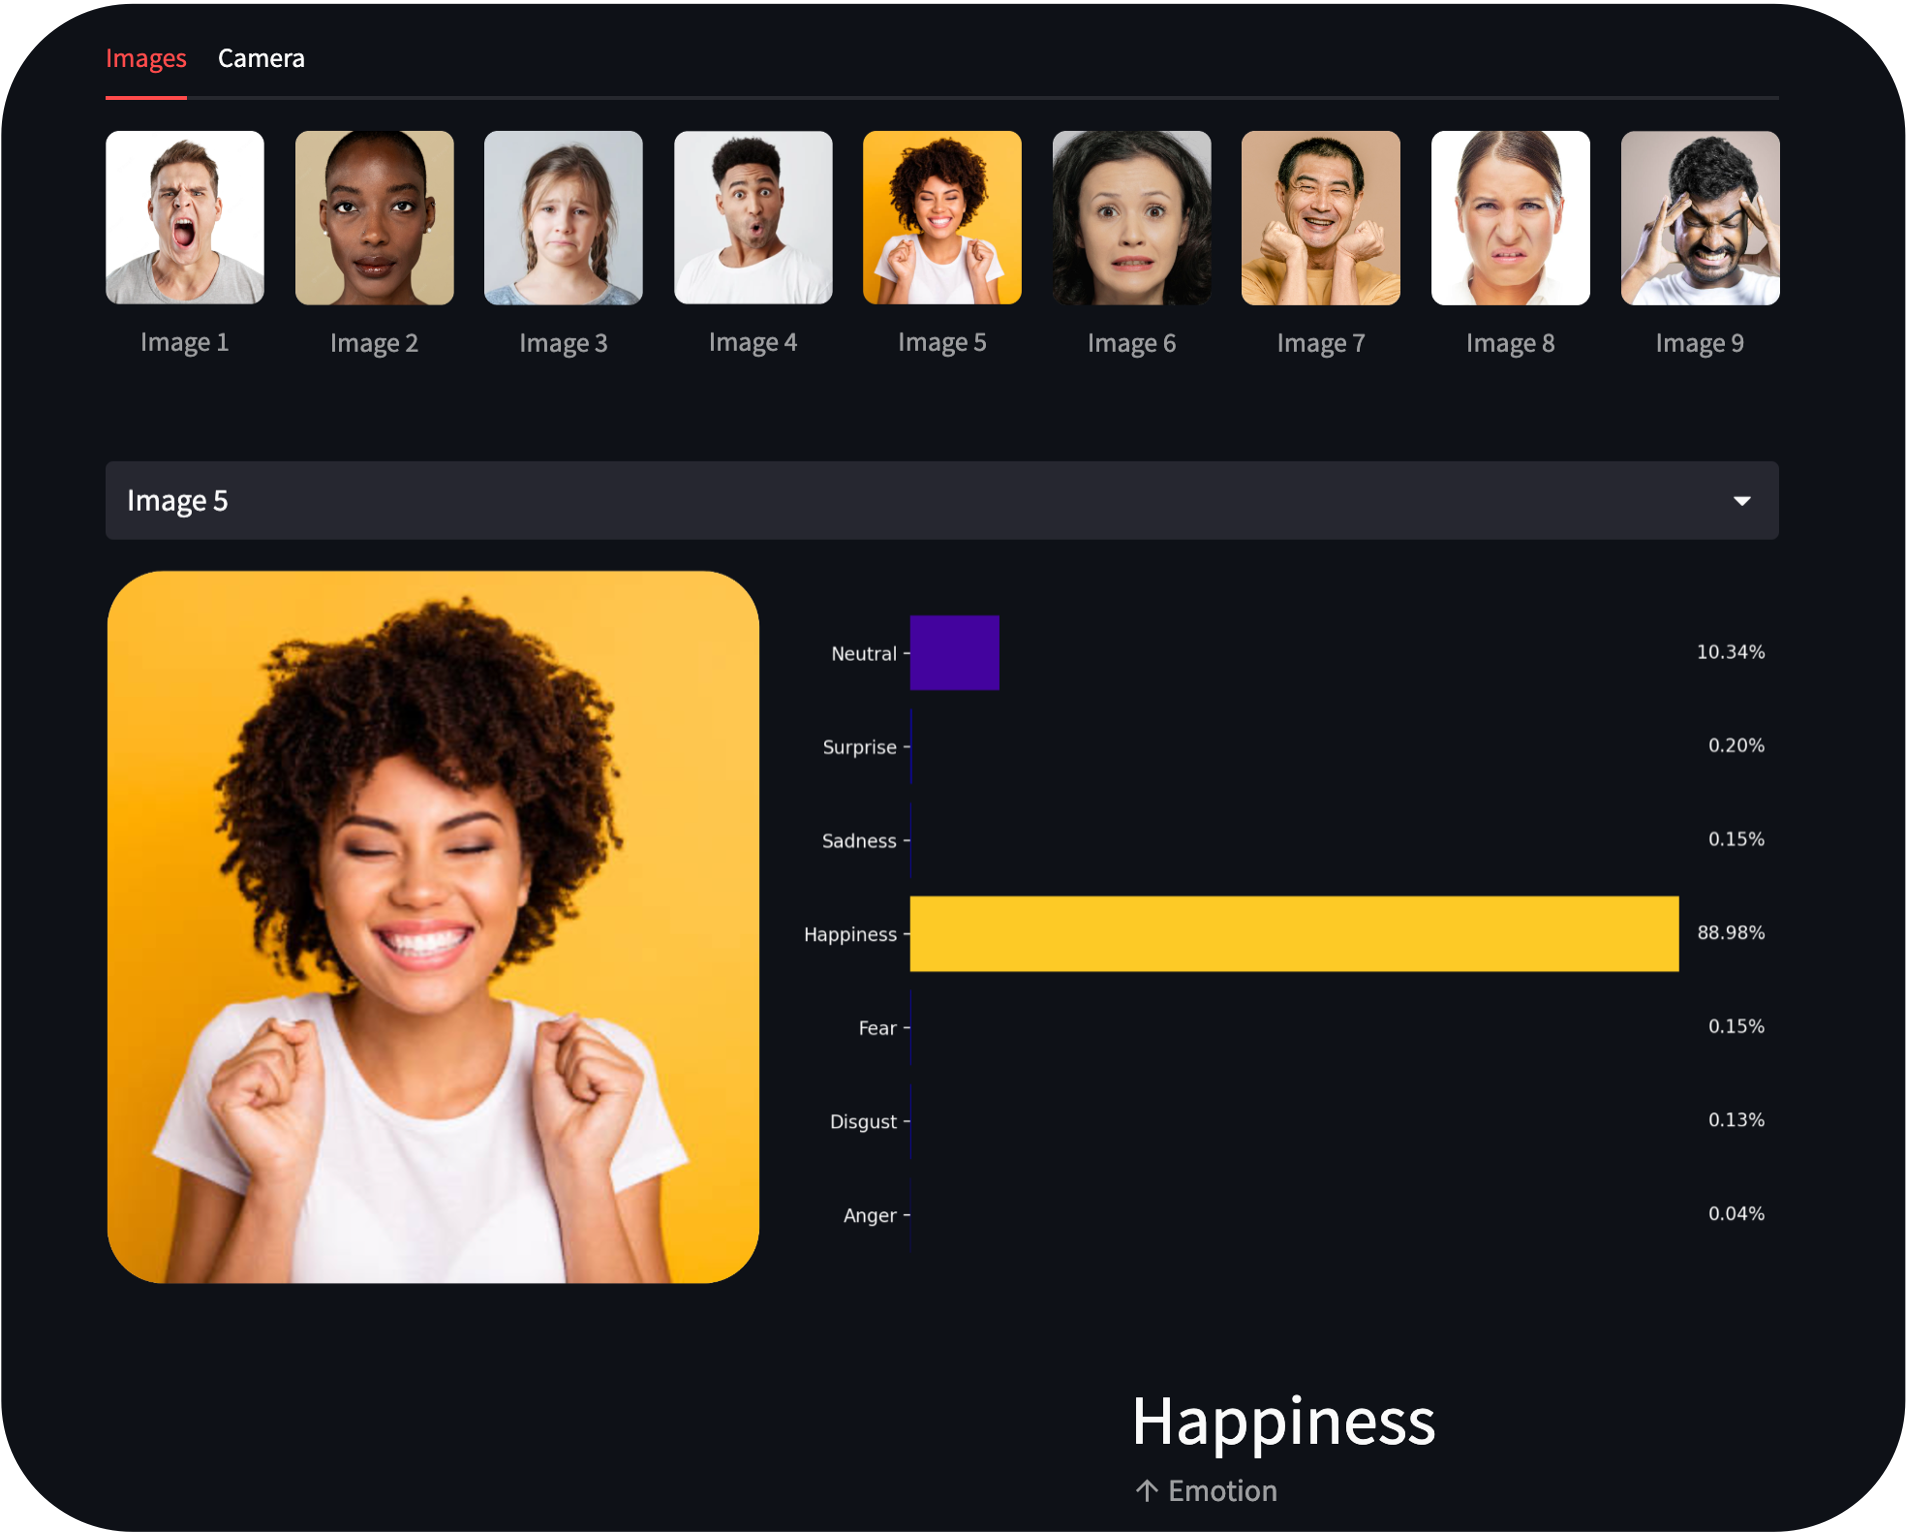 Images Camera
Image 1 Image 2 Image 3 Image 4 Image 5 Image 6 Image 7 Image 8 Image 9
Image 5
Neutral 10.34%
Surprise 0.20%
Sadness 0.15%
Happiness 88.98%
Fear 0.15%
Disgust 0.13%
Anger 0.04%
Happiness
↑ Emotion